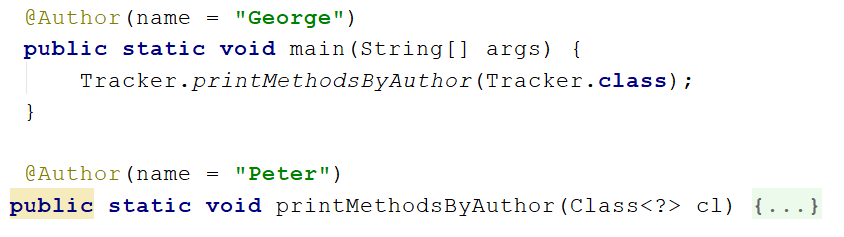 @Author(name = "George")
public static void main(String[] args) {
    Tracker.printMethodsByAuthor(Tracker.class);
}
@Author(name = "Peter")
public static void printMethodsByAuthor(Class<?> cl) {...}